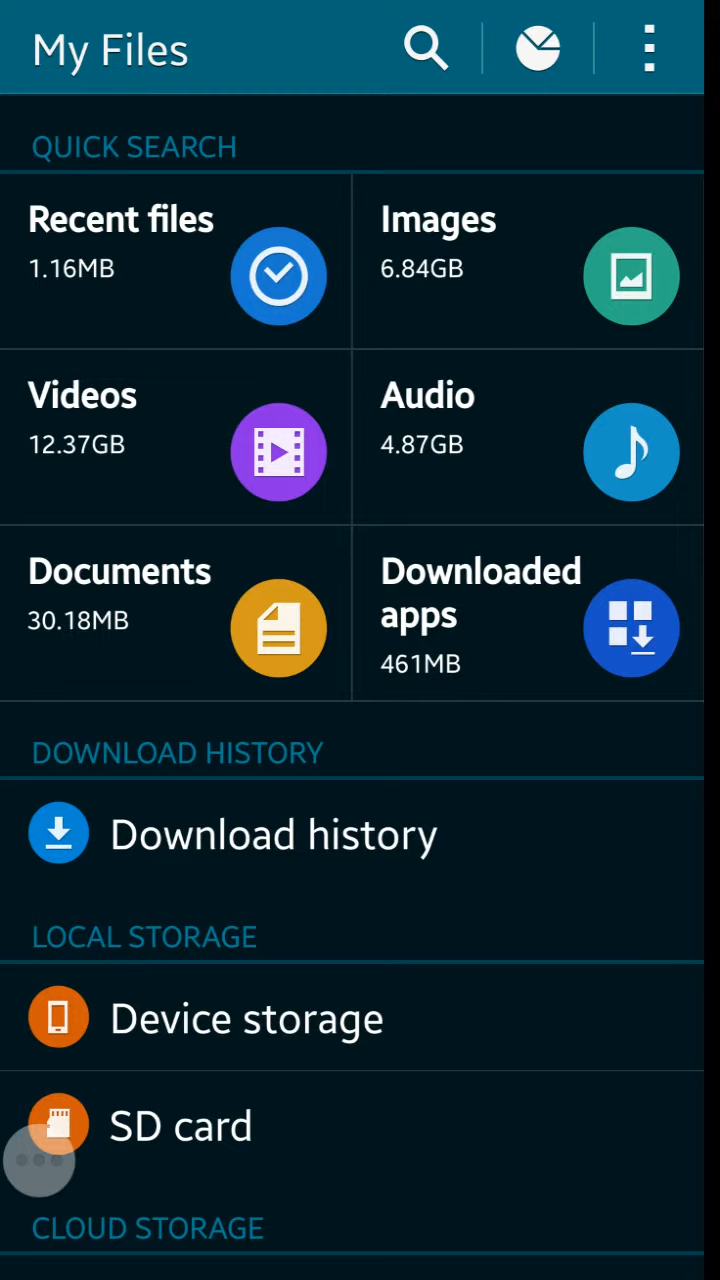 My Files
QUICK SEARCH
Recent files
1.16MB
Images
6.84GB
Videos
12.37GB
Audio
4.87GB
Documents
30.18MB
Downloaded
apps
461MB
DOWNLOAD HISTORY
Download history
LOCAL STORAGE
Device storage
SD card
CLOUD STORAGE